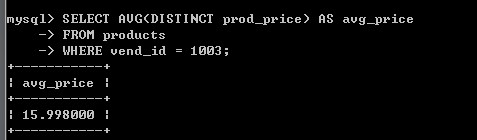 mysql> SELECT AVG(DISTINCT prod_price) AS avg_price
    -> FROM products
    -> WHERE vend_id = 1003;
+-----------+
| avg_price |
+-----------+
| 15.998000 |
+-----------+